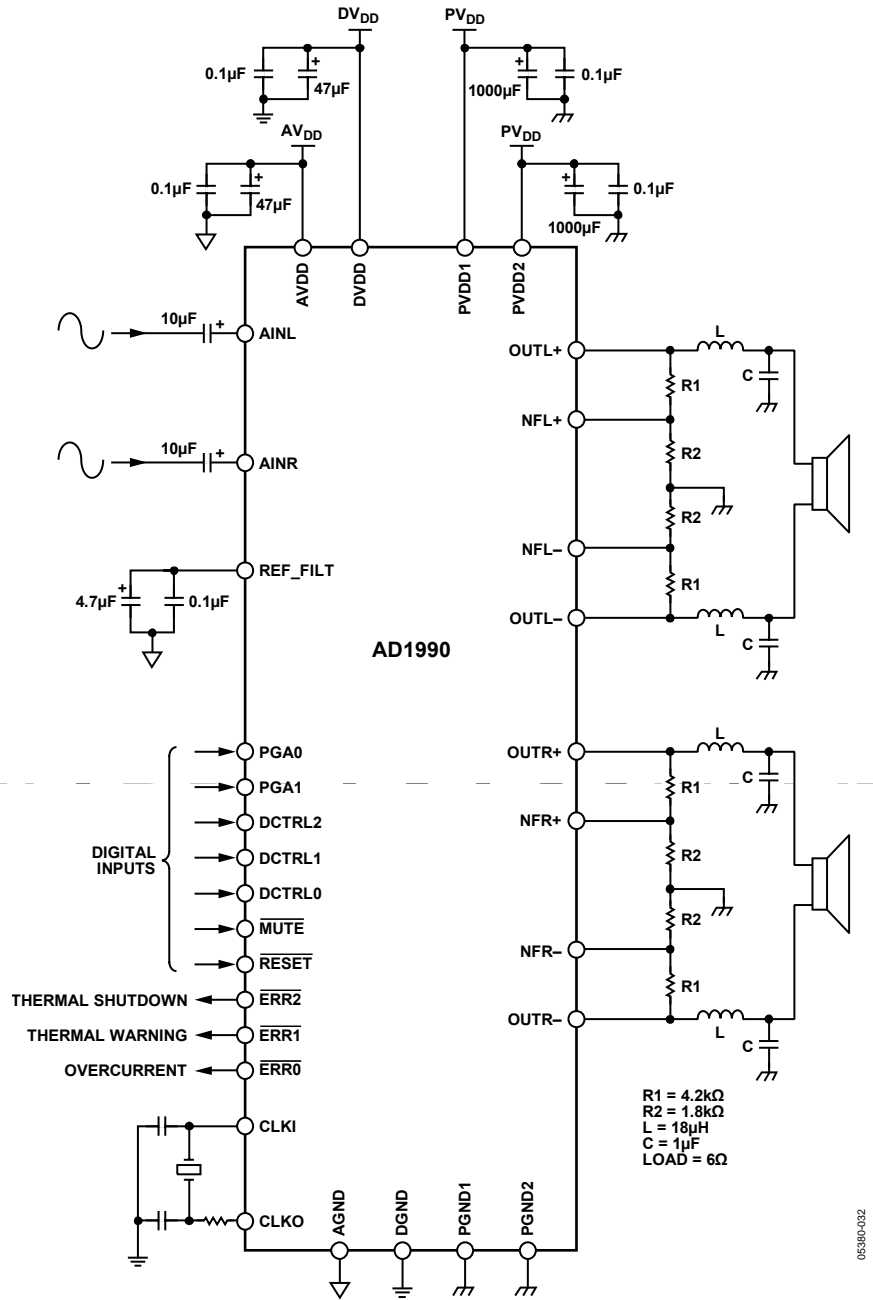 DVDD
PVDD
0.1µF
47µF
1000µF
0.1µF
AVDD
PVDD
0.1µF
47µF
1000µF
0.1µF
AVDD
DVDD
PVDD1
PVDD2
10µF
AINL
10µF
AINR
REF_FILT
4.7µF
0.1µF
AD1990
OUTL+
L
C
R1
NFL+
R2
R2
NFL–
R1
OUTL–
L
C
OUTR+
L
C
R1
NFR+
R2
R2
NFR–
R1
OUTR–
L
C
DIGITAL
INPUTS
PGA0
PGA1
DCTRL2
DCTRL1
DCTRL0
MUTE
RESET
THERMAL SHUTDOWN ERR2
THERMAL WARNING ERR1
OVERCURRENT ERR0
CLKI
CLKO
AGND
DGND
PGND1
PGND2
R1 = 4.2kΩ
R2 = 1.8kΩ
L = 18µH
C = 1µF
LOAD = 6Ω
05380-032